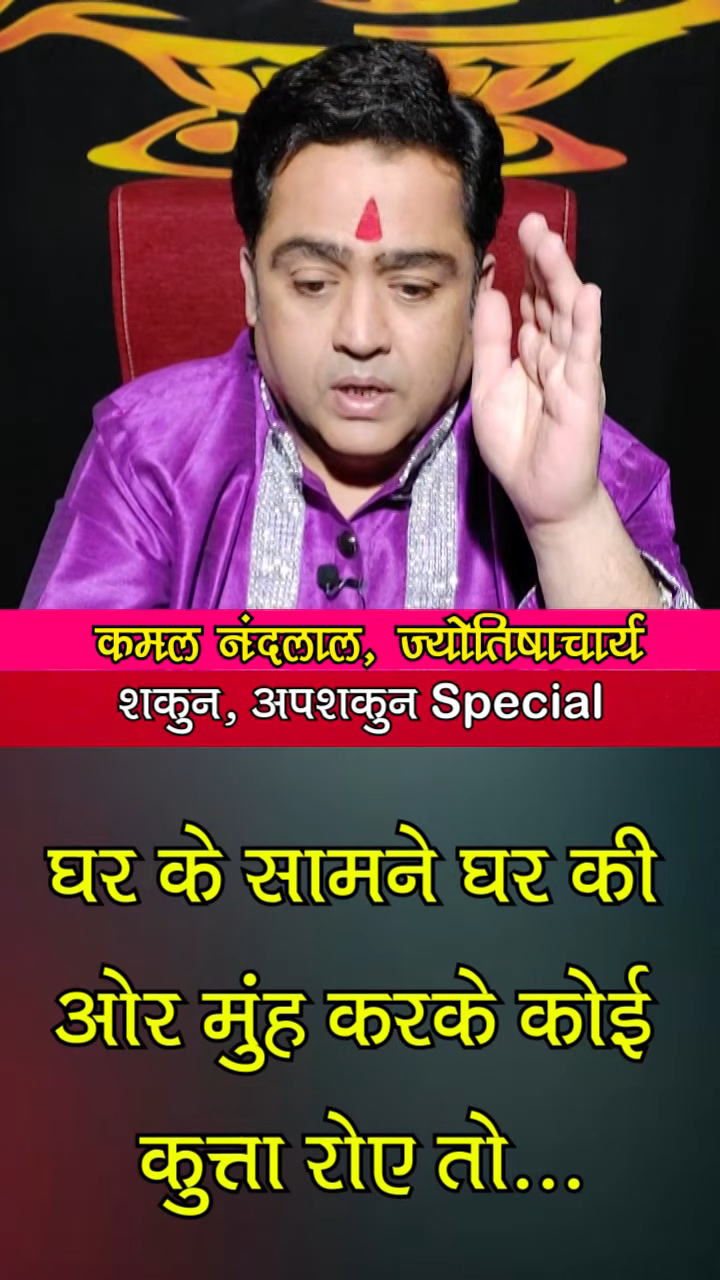 कमल नंदलाल, ज्योतिषाचार्य
शकुन, अपशकुन Special
घर के सामने घर की
ओर मुंह करके कोई
कुत्ता रोए तो...